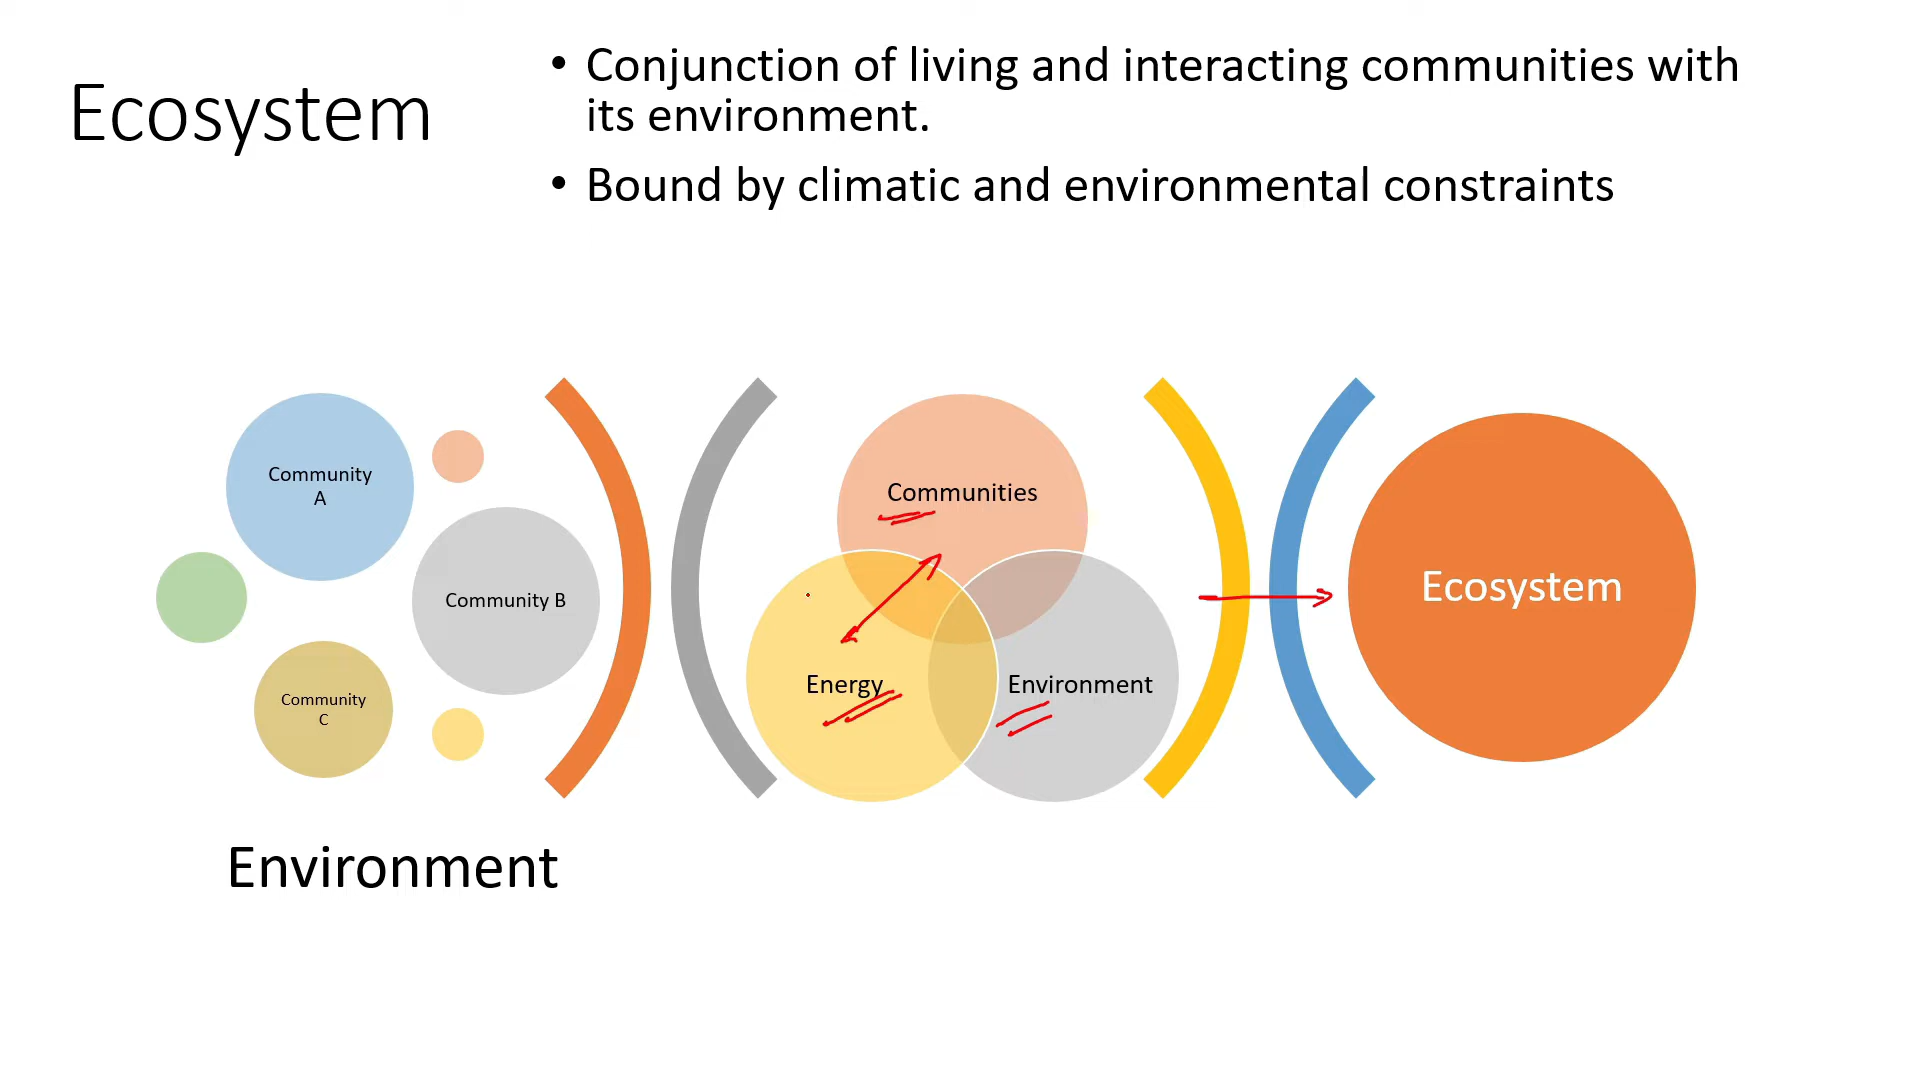 Ecosystem
• Conjunction of living and interacting communities with
its environment.
• Bound by climatic and environmental constraints
Community
A
Community B
Community
C
Communities
Energy
Environment
Ecosystem
Environment